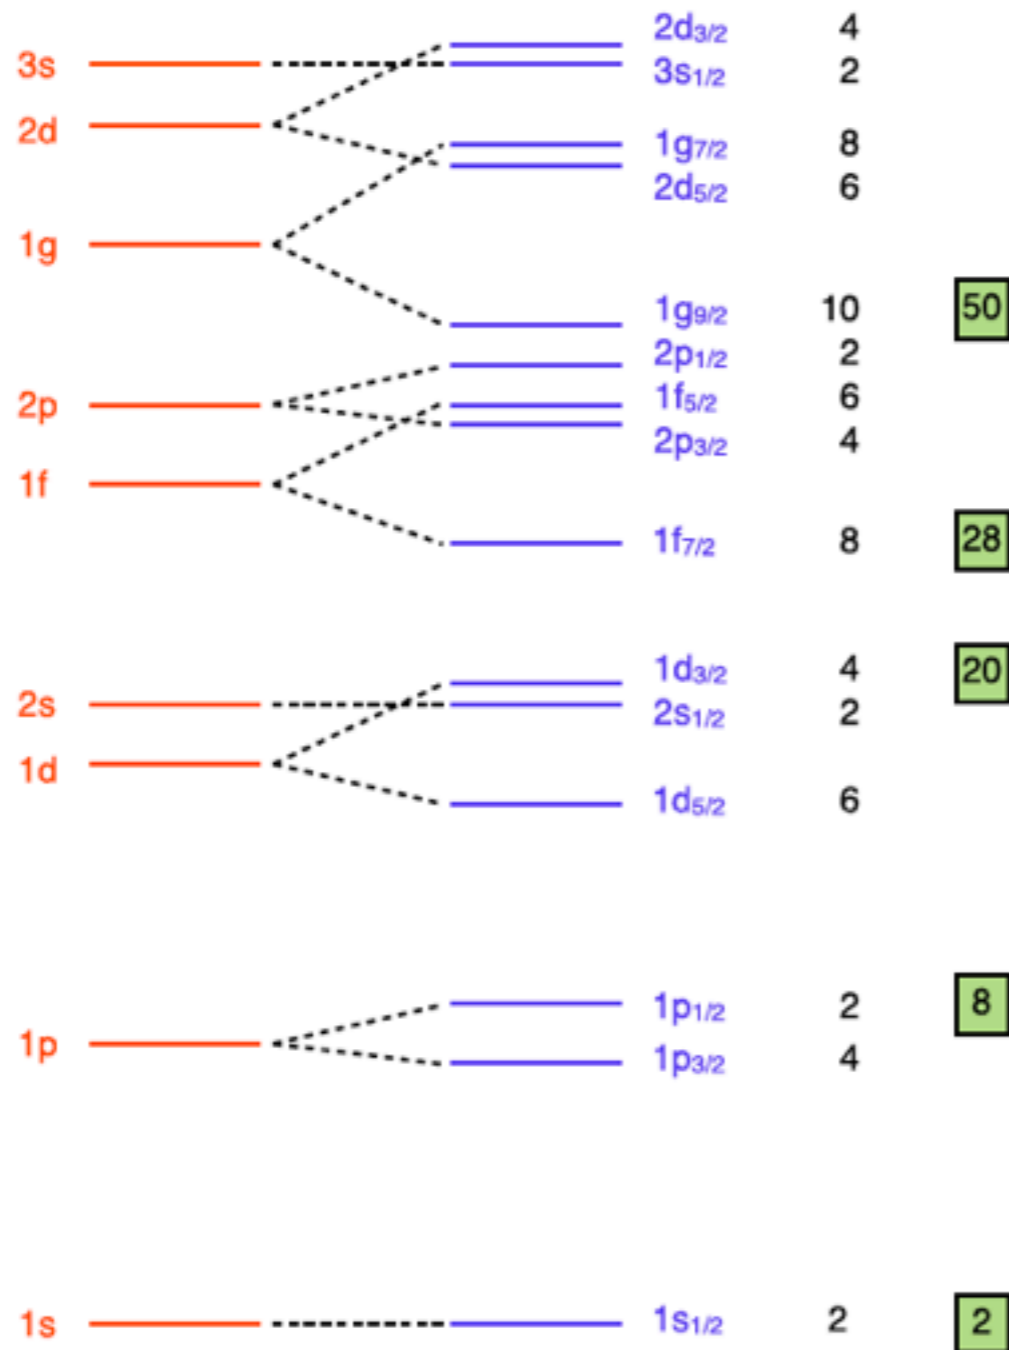 2d3/2 4
3s 3s1/2 2
2d
1g7/2 8
2d5/2 6
1g
1g9/2 10 50
2p1/2 2
2p 1f5/2 6
2p3/2 4
1f
1f7/2 8 28
1d3/2 4 20
2s 2s1/2 2
1d
1d5/2 6
1p1/2 2 8
1p 1p3/2 4
1s 1s1/2 2 2